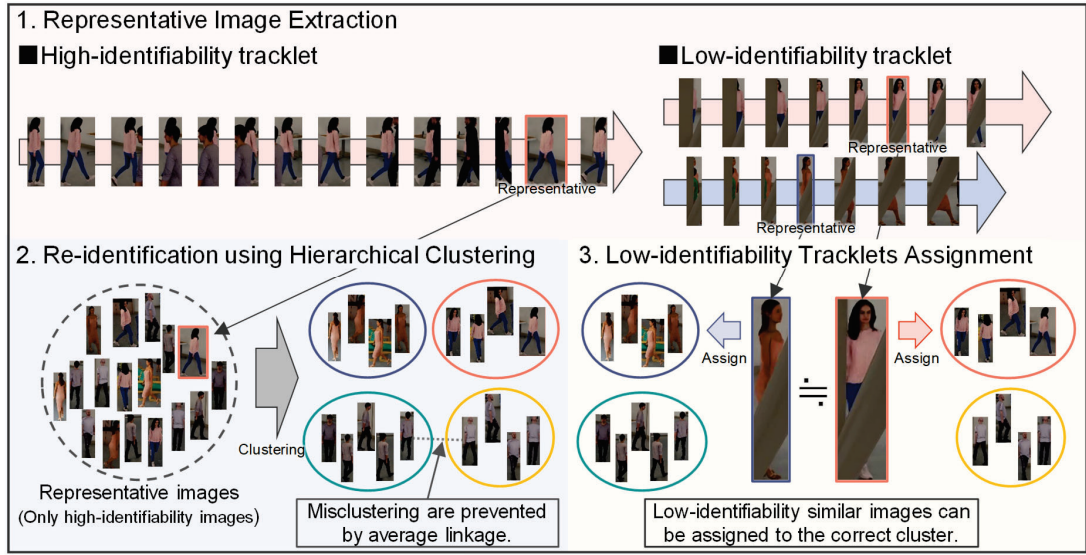 1. Representative Image Extraction
■High-identifiability tracklet
■Low-identifiability tracklet
Representative
Representative
Representative
2. Re-identification using Hierarchical Clustering
3. Low-identifiability Tracklets Assignment
Clustering
Assign
≒
Assign
Representative images
(Only high-identifiability images)
Misclustering are prevented
by average linkage.
Low-identifiability similar images can
be assigned to the correct cluster.